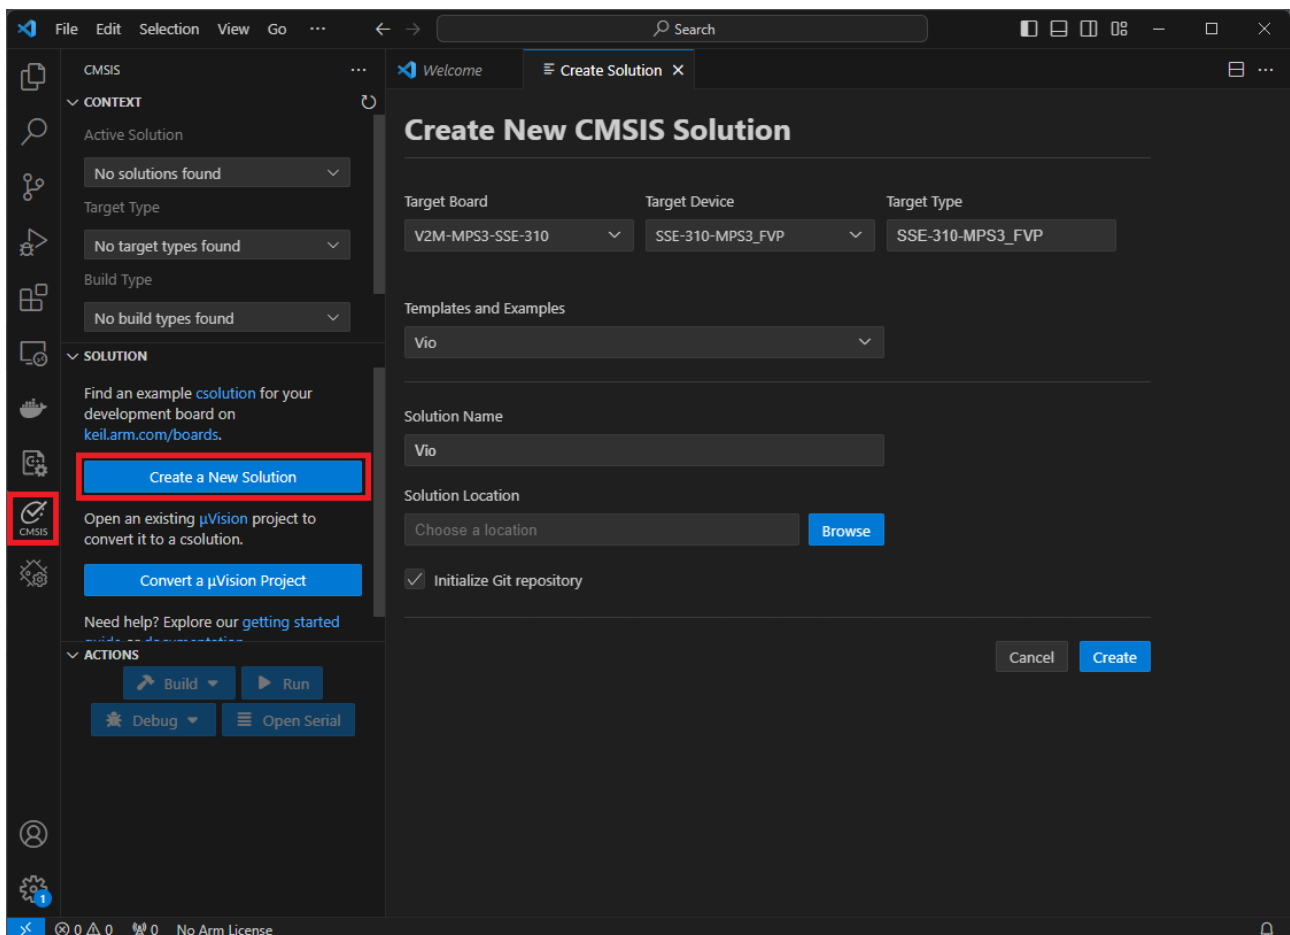 File Edit Selection View Go ···
Search
CMSIS
CONTEXT
Active Solution
No solutions found
Target Type
No target types found
Build Type
No build types found
SOLUTION
Find an example csolution for your
development board on
keil.arm.com/boards.
Create a New Solution
Open an existing µVision project to
convert it to a csolution.
Convert a µVision Project
Need help? Explore our getting started
guide or documentation
ACTIONS
Build
Run
Debug
Open Serial
CMSIS
1
Welcome
Create Solution
Create New CMSIS Solution
Target Board
Target Device
Target Type
V2M-MPS3-SSE-310
SSE-310-MPS3_FVP
SSE-310-MPS3_FVP
Templates and Examples
Vio
Solution Name
Vio
Solution Location
Choose a location
Browse
Initialize Git repository
Cancel
Create
0 0 0 No Arm License